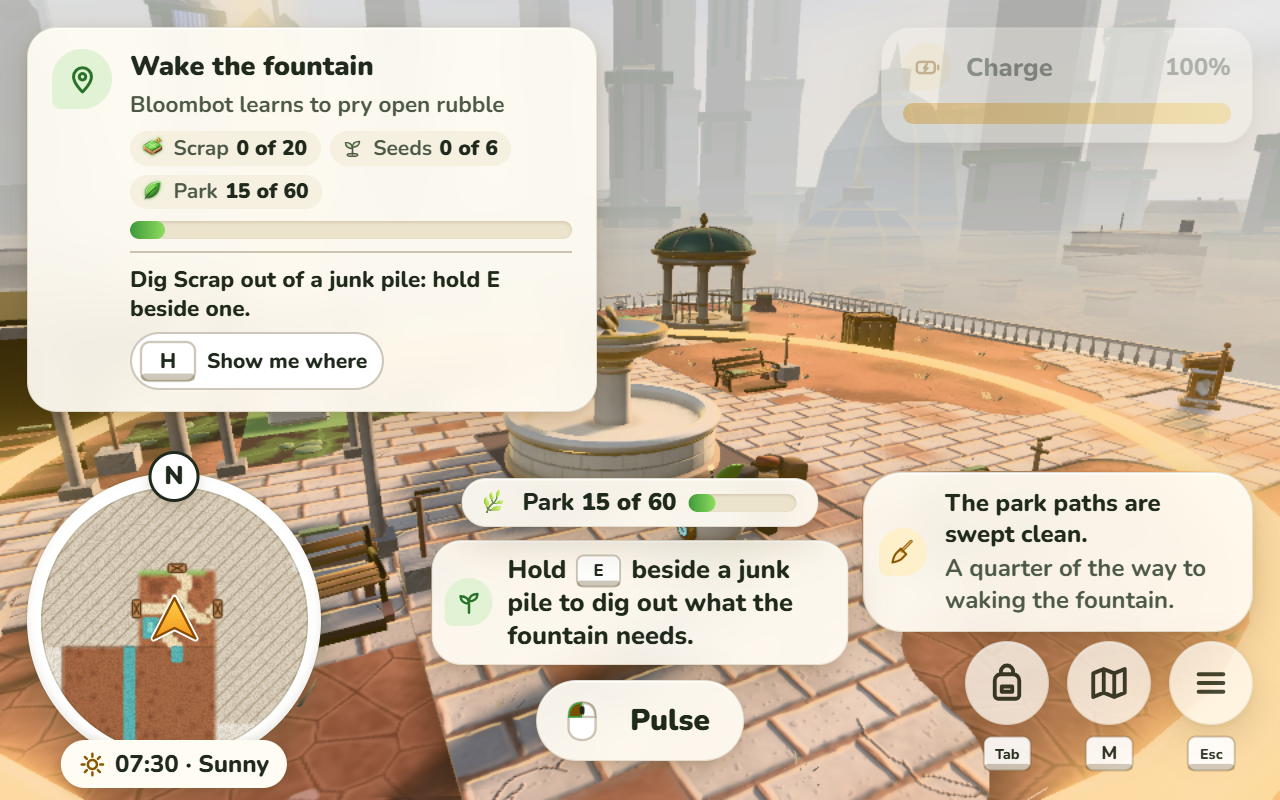 Wake the fountain
Bloombot learns to pry open rubble
Scrap 0 of 20 Seeds 0 of 6
Park 15 of 60
Dig Scrap out of a junk pile: hold E
beside one.
H Show me where
Charge 100%
N
07:30 · Sunny
Park 15 of 60
Hold E beside a junk
pile to dig out what the
fountain needs.
Pulse
The park paths are
swept clean.
A quarter of the way to
waking the fountain.
Tab M Esc